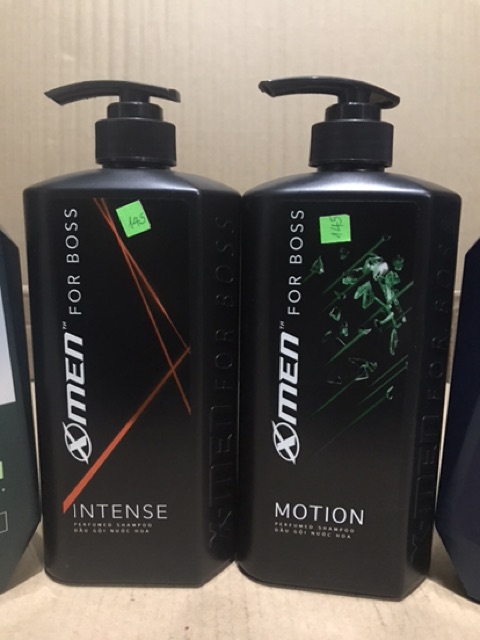 145
X-MEN™ FOR BOSS
INTENSE
PERFUMED SHAMPOO
DẦU GỘI NƯỚC HOA
X-MEN FOR BOSS
145
X-MEN™ FOR BOSS
MOTION
PERFUMED SHAMPOO
DẦU GỘI NƯỚC HOA
X-MEN FOR BOSS